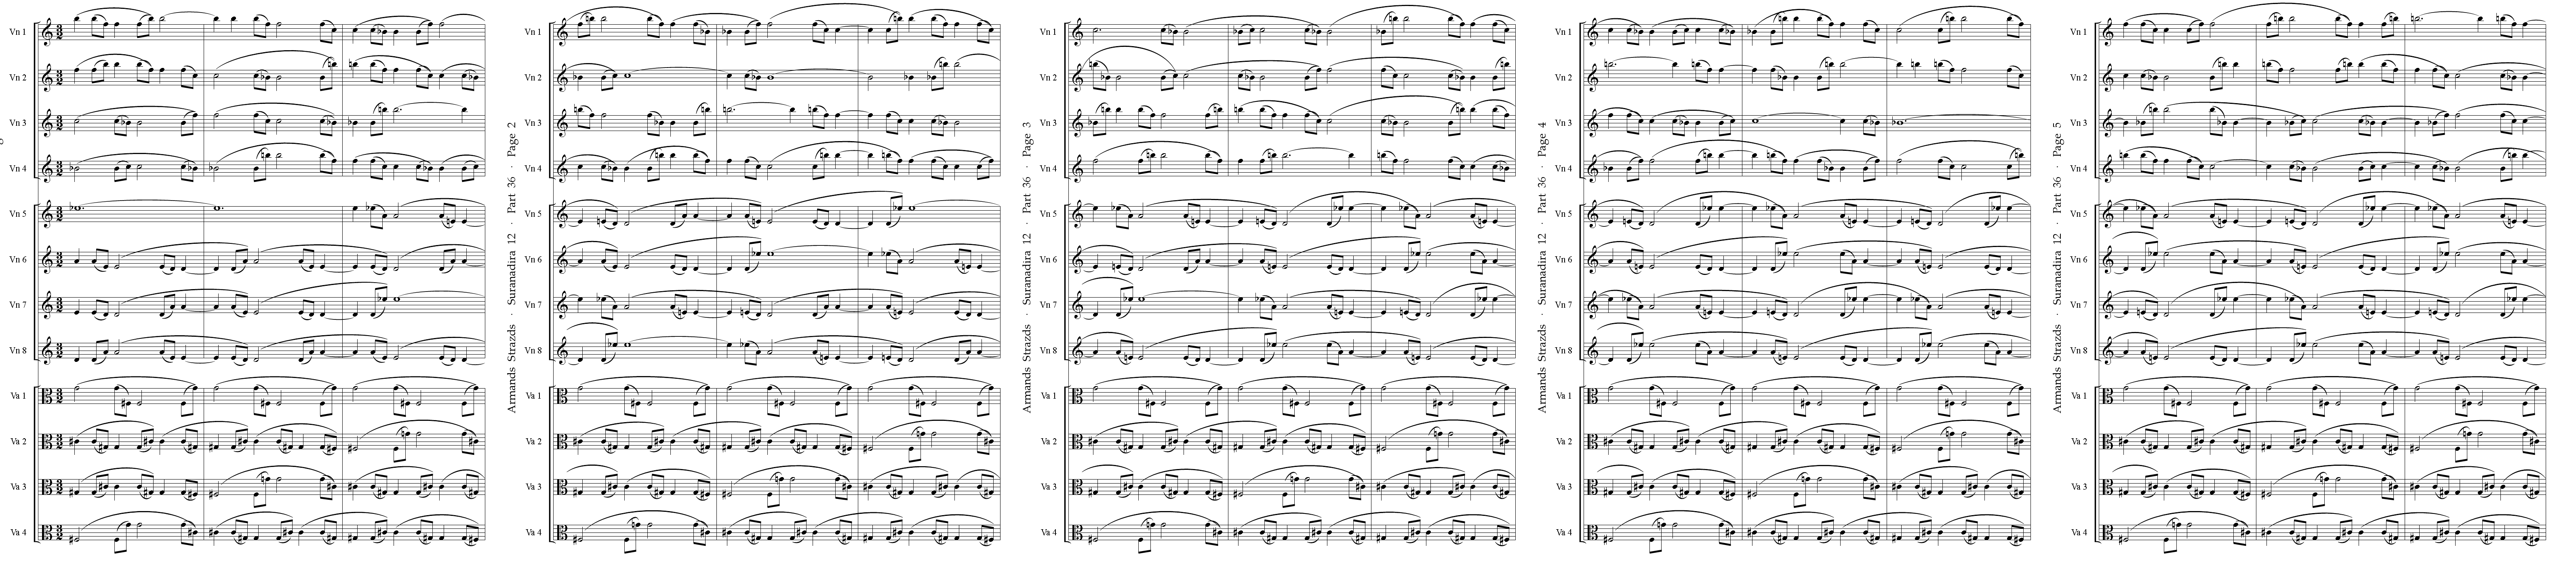 Vn 1
Vn 2
Vn 3
Vn 4
Vn 5
Vn 6
Vn 7
Vn 8
Va 1
Va 2
Va 3
Va 4
Armands Strazds · Suranadira 12 · Part 36 · Page 2
Vn 1
Vn 2
Vn 3
Vn 4
Vn 5
Vn 6
Vn 7
Vn 8
Va 1
Va 2
Va 3
Va 4
Armands Strazds · Suranadira 12 · Part 36 · Page 3
Vn 1
Vn 2
Vn 3
Vn 4
Vn 5
Vn 6
Vn 7
Vn 8
Va 1
Va 2
Va 3
Va 4
Armands Strazds · Suranadira 12 · Part 36 · Page 4
Vn 1
Vn 2
Vn 3
Vn 4
Vn 5
Vn 6
Vn 7
Vn 8
Va 1
Va 2
Va 3
Va 4
Armands Strazds · Suranadira 12 · Part 36 · Page 5
Vn 1
Vn 2
Vn 3
Vn 4
Vn 5
Vn 6
Vn 7
Vn 8
Va 1
Va 2
Va 3
Va 4